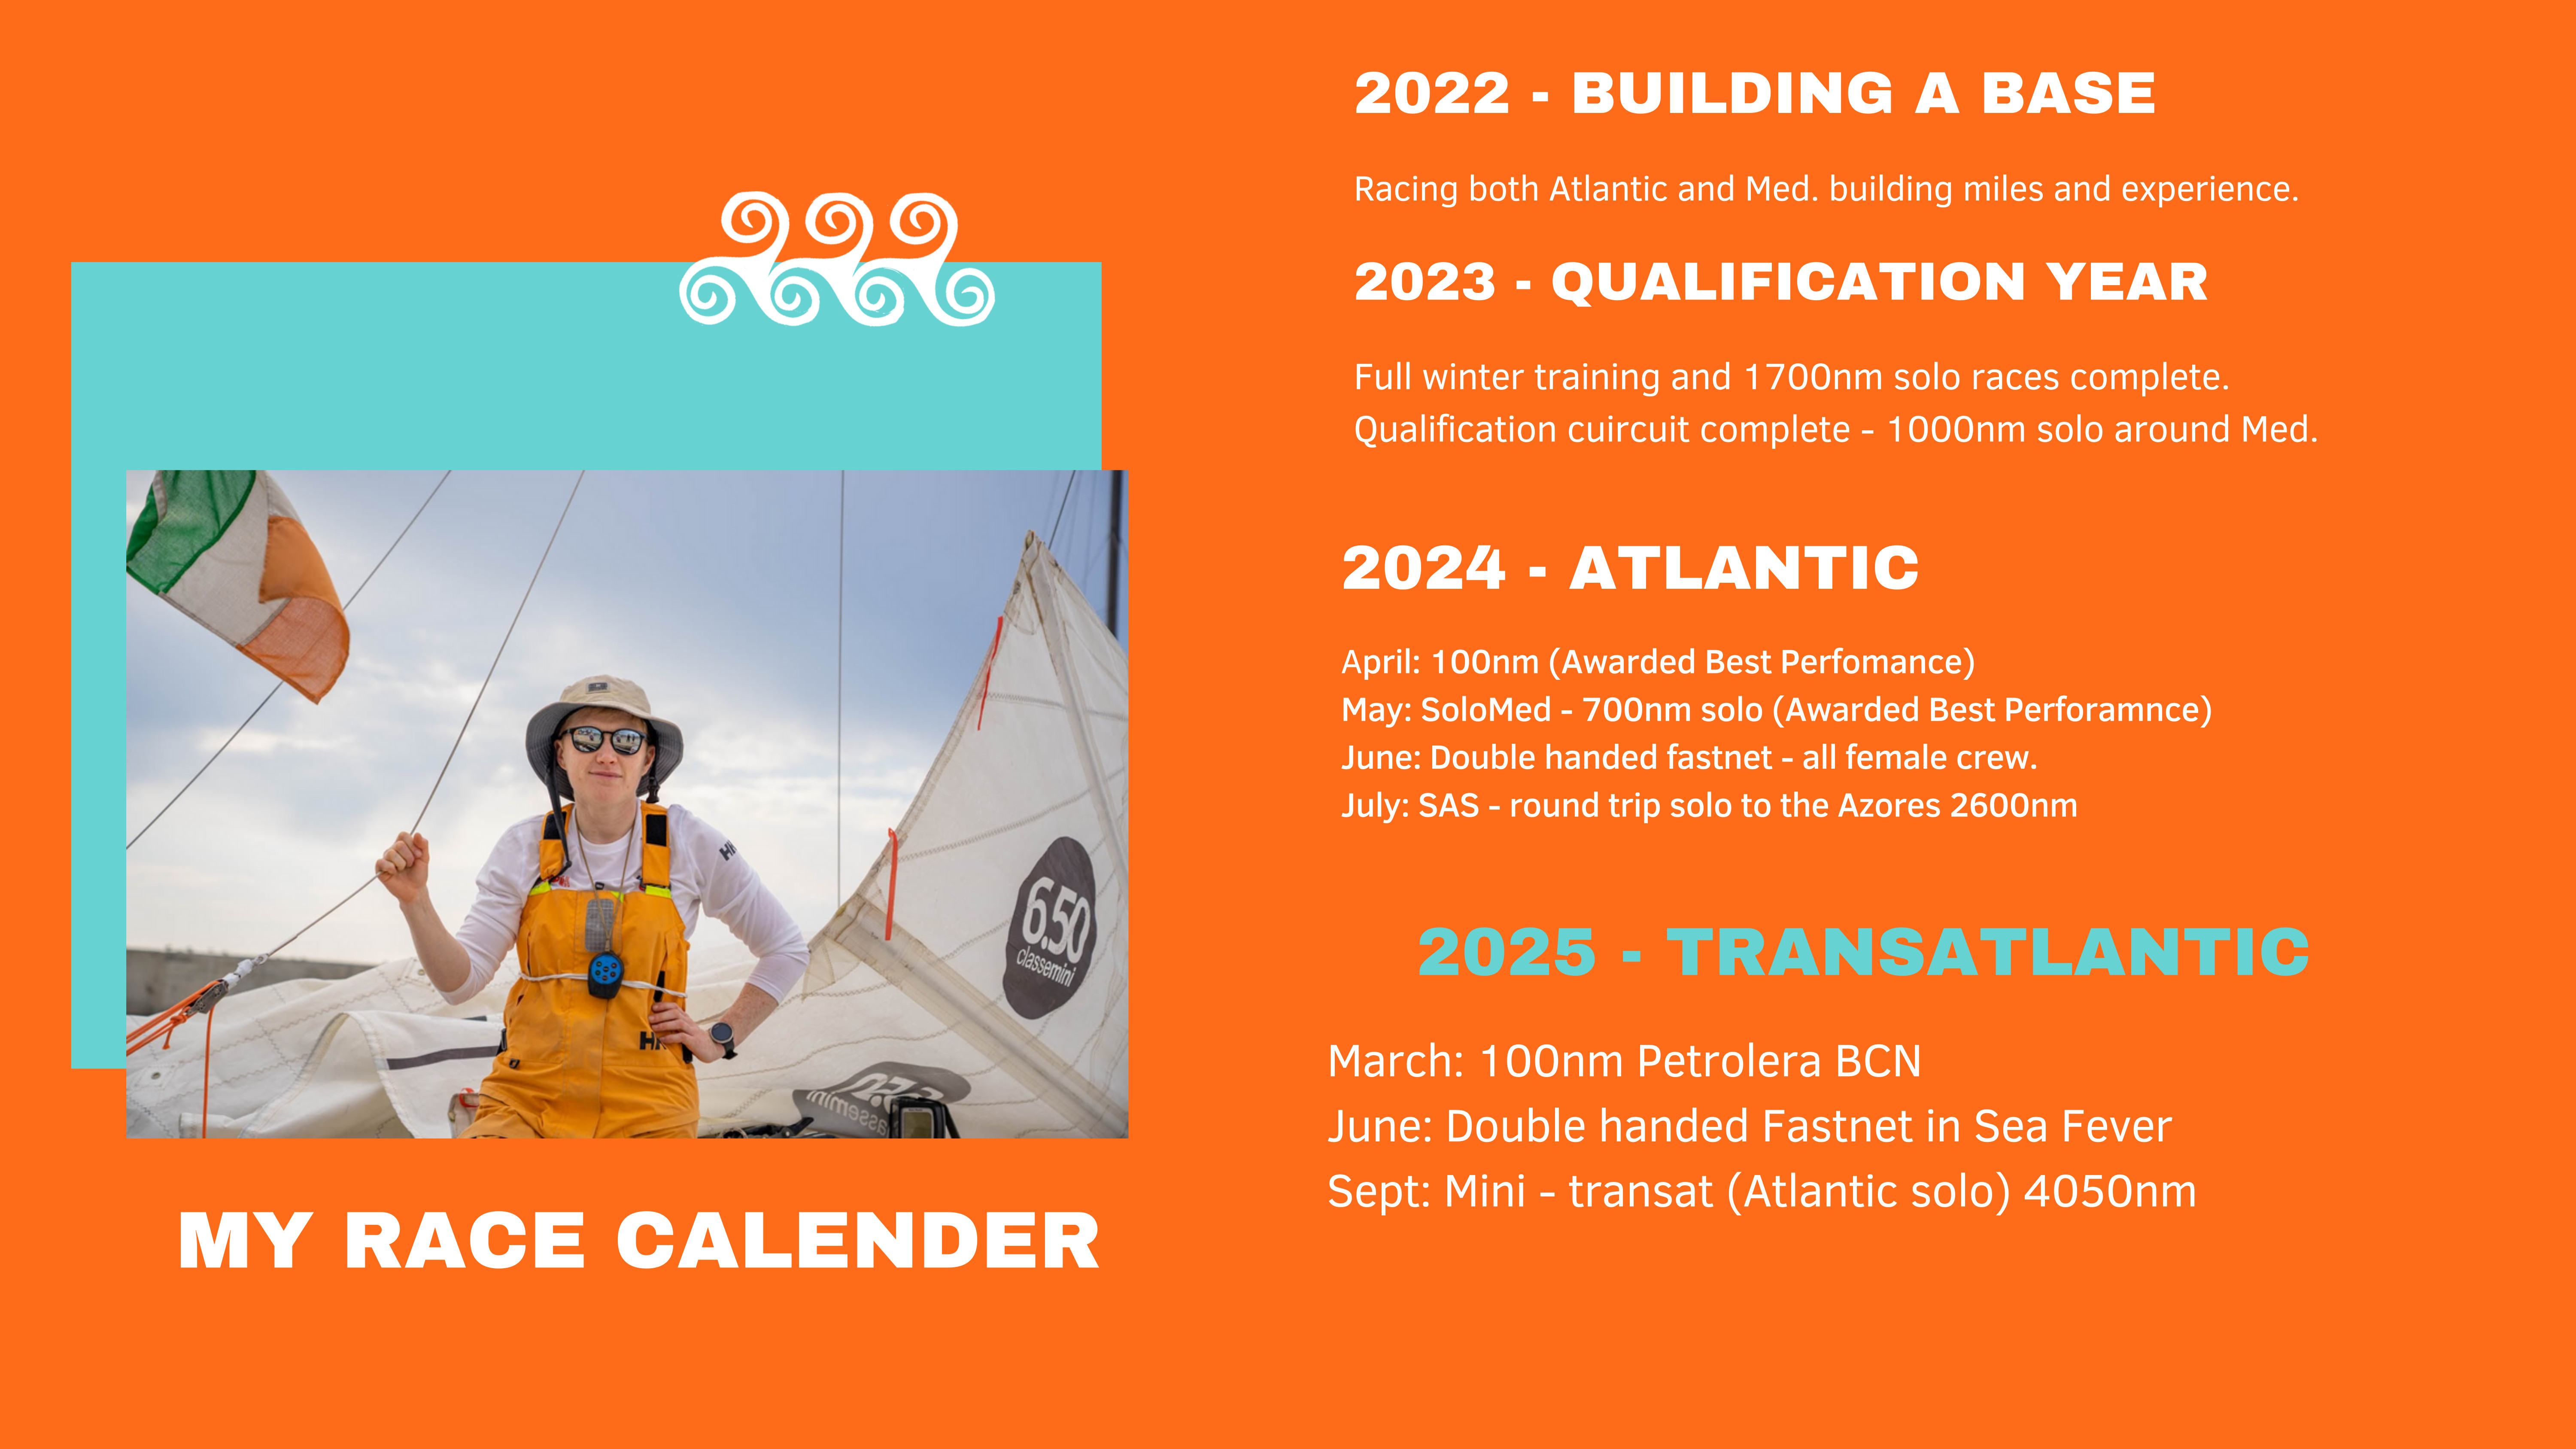 2022 - BUILDING A BASE
Racing both Atlantic and Med. building miles and experience.
2023 - QUALIFICATION YEAR
Full winter training and 1700nm solo races complete.
Qualification cuircuit complete - 1000nm solo around Med.
2024 - ATLANTIC
April: 100nm (Awarded Best Perfomance)
May: SoloMed - 700nm solo (Awarded Best Perforamnce)
June: Double handed fastnet - all female crew.
July: SAS - round trip solo to the Azores 2600nm
2025 - TRANSATLANTIC
March: 100nm Petrolera BCN
June: Double handed Fastnet in Sea Fever
Sept: Mini - transat (Atlantic solo) 4050nm
HH
6.50
classemini
MY RACE CALENDER